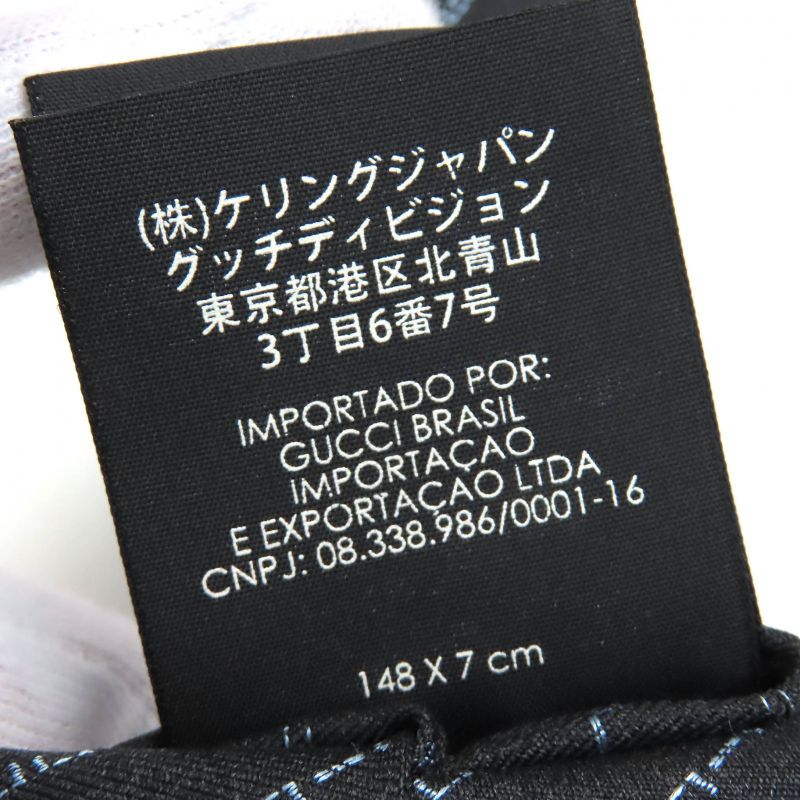 (株)ケリングジャパン
グッチディビジョン
東京都港区北青山
3丁目6番7号
IMPORTADO POR:
GUCCI BRASIL
IMPORTAÇAO
E EXPORTAÇAO LTDA
CNPJ: 08.338.986/0001-16
148 X 7 cm